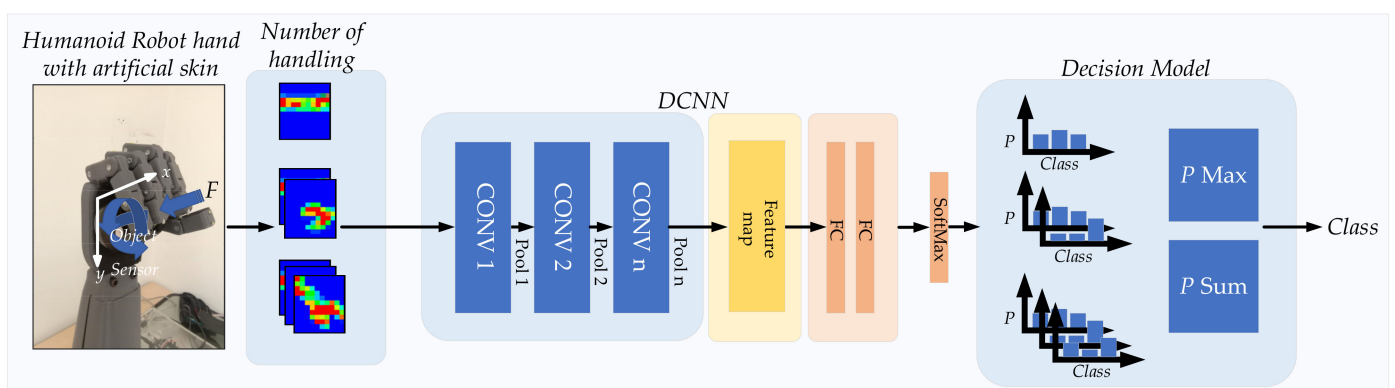 Humanoid Robot hand
with artificial skin
x
F
Object
y
Sensor
Number of
handling
DCNN
CONV 1
Pool 1
CONV 2
Pool 2
CONV n
Pool n
Feature
map
FC
FC
SoftMax
Decision Model
P
Class
P
Class
P
Class
P Max
P Sum
Class